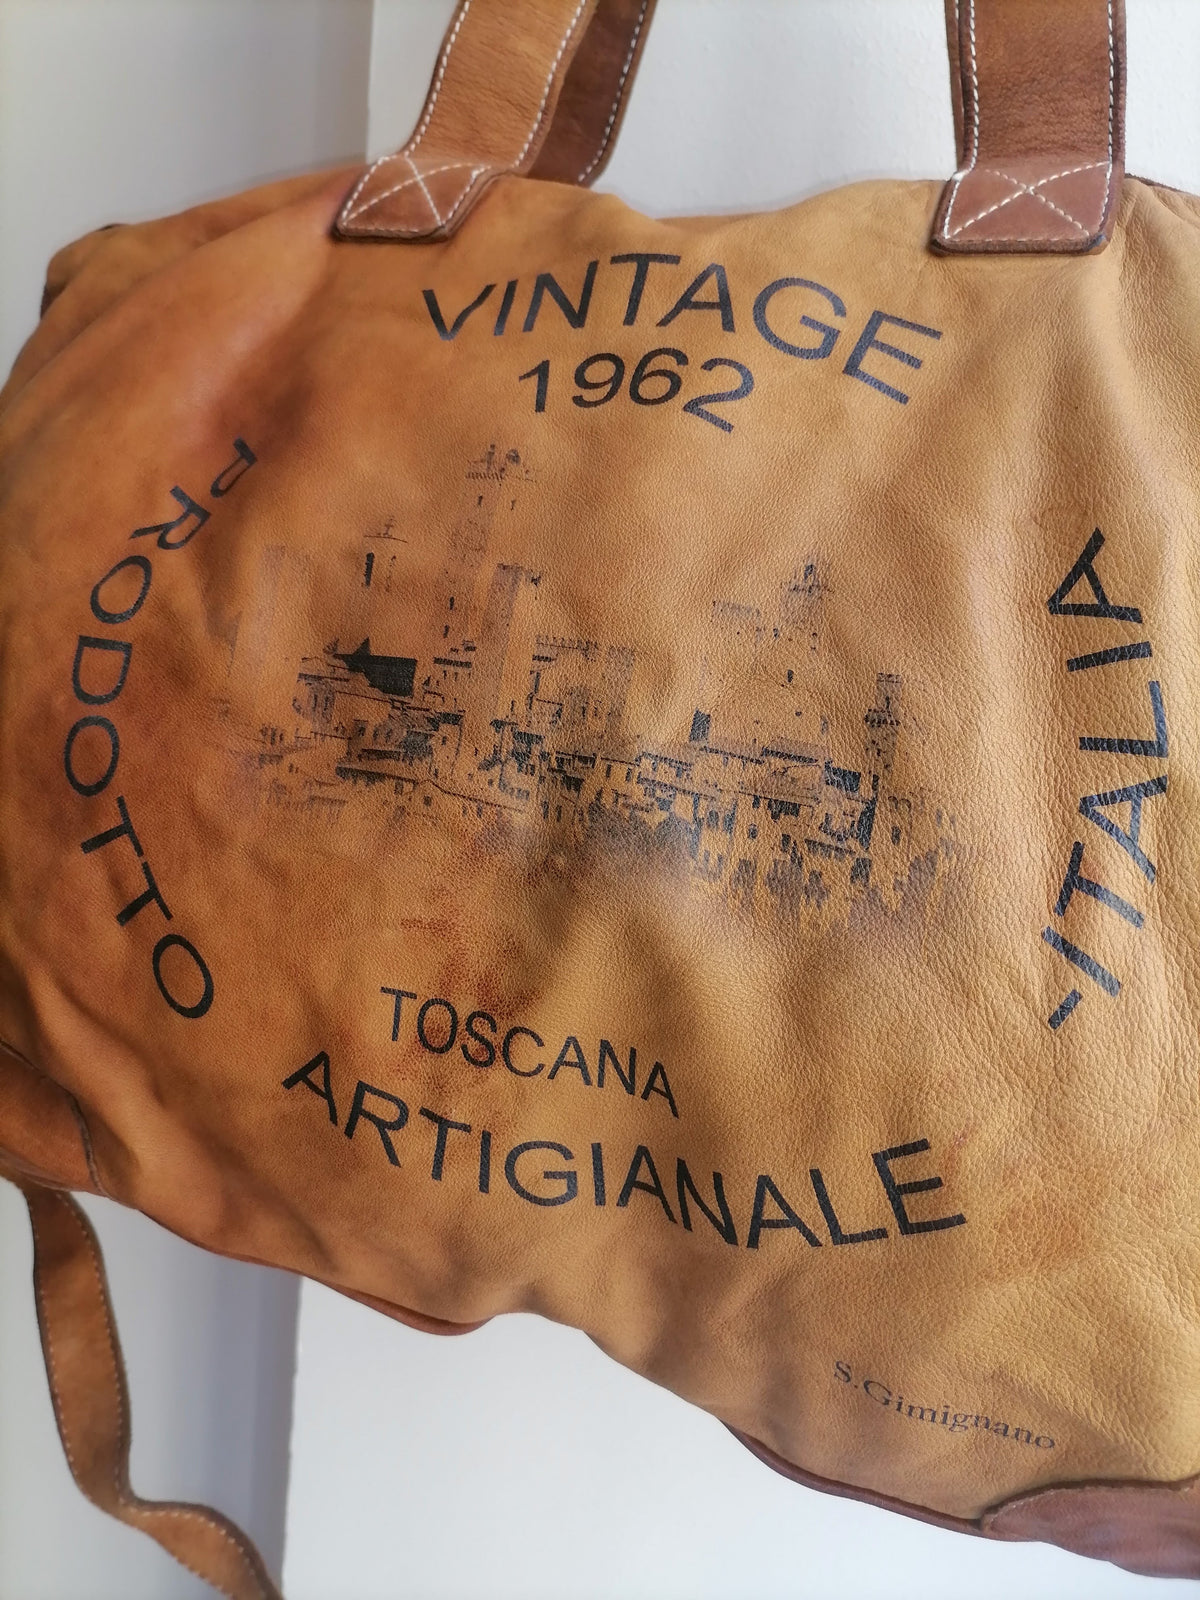 VINTAGE
1962
PRODOTTO
TOSCANA
ARTIGIANALE
-ITALIA
S.Gimignano